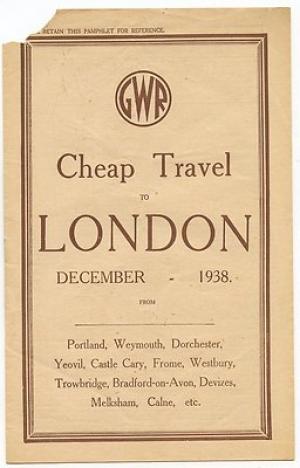 RETAIN THIS PAMPHLET FOR REFERENCE.
GWR
Cheap Travel
TO
LONDON
DECEMBER - 1938.
FROM
Portland, Weymouth, Dorchester,
Yeovil, Castle Cary, Frome, Westbury,
Trowbridge, Bradford-on-Avon, Devizes,
Melksham, Calne, etc.